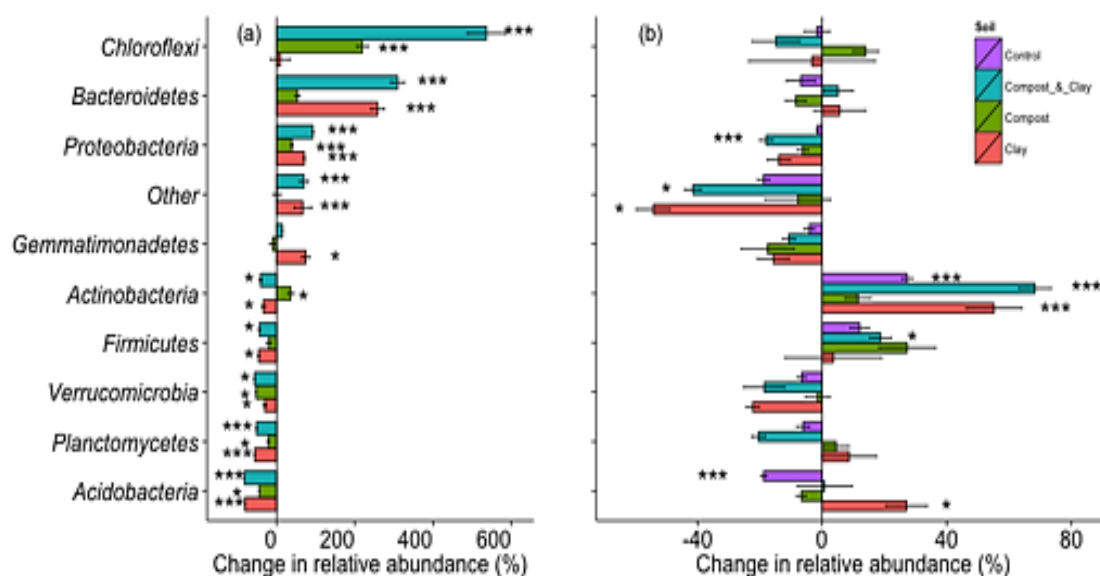 (a)
Chloroflexi
Bacteroidetes
Proteobacteria
Other
Gemmatimonadetes
Actinobacteria
Firmicutes
Verrucomicrobia
Planctomycetes
Acidobacteria
***
***
***
***
***
***
***
***
***
*
*
*
*
*
*
*
*
*
***
*
***
***
*
***
0 200 400 600
Change in relative abundance (%)
(b)
Soil
Control
Compost_&_Clay
Compost
Clay
***
*
*
***
***
***
*
***
*
-40 0 40 80
Change in relative abundance (%)